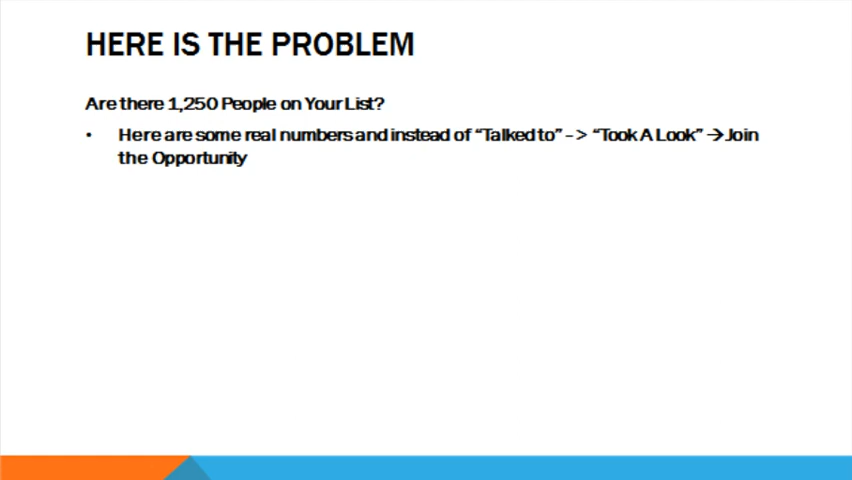 HERE IS THE PROBLEM
Are there 1,250 People on Your List?
• Here are some real numbers and instead of “Talked to” -> “Took A Look” →Join
the Opportunity